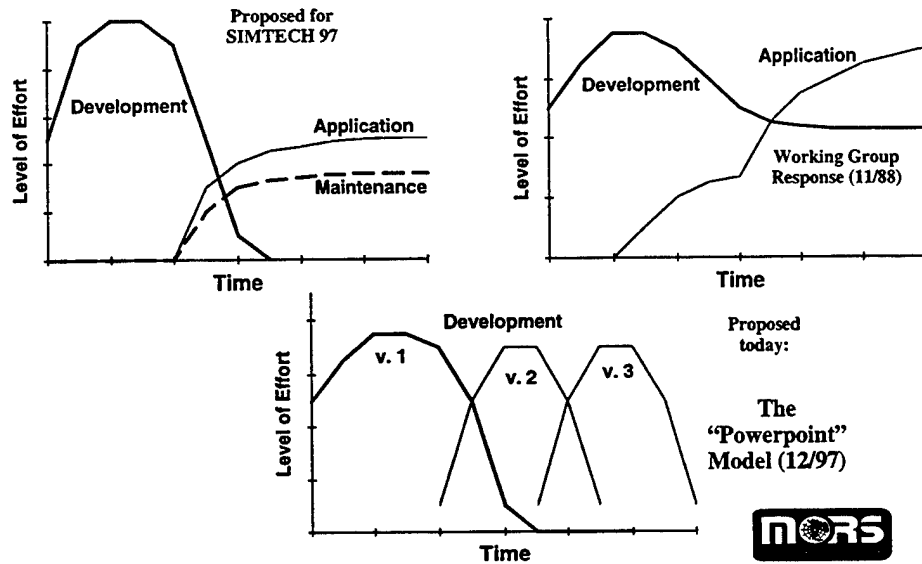 Proposed for
SIMTECH 97
Level of Effort
Development
Application
Maintenance
Time
Level of Effort
Development
Application
Working Group
Response (11/88)
Time
Level of Effort
Development
v. 1
v. 2
v. 3
Time
Proposed
today:
The
“Powerpoint”
Model (12/97)
MORS